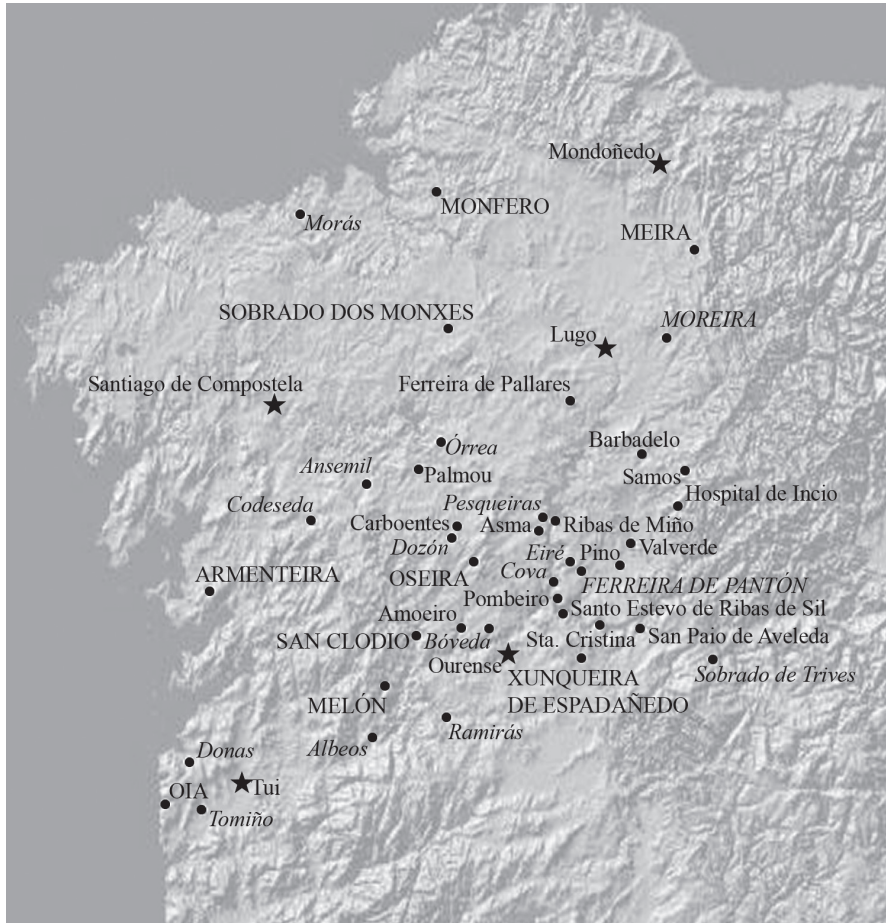 Mondoñedo
MONFERO
Morás
MEIRA
SOBRADO DOS MONXES
MOREIRA
Lugo
Santiago de Compostela
Ferreira de Pallares
Órrea
Barbadelo
Ansemil
Palmou
Samos
Hospital de Incio
Pesqueiras
Codeseda
Carboentes
Asma
Ribas de Miño
Dozón
Eiré
Pino
Valverde
OSEIRA
Cova
ARMENTEIRA
FERREIRA DE PANTÓN
Pombeiro
Santo Estevo de Ribas de Sil
Amoeiro
SAN CLODIO
Bóveda
Sta. Cristina
San Paio de Aveleda
Ourense
XUNQUEIRA
DE ESPADAÑEDO
Sobrado de Trives
MELÓN
Ramirás
Albeos
Donas
Tui
OIA
Tomiño